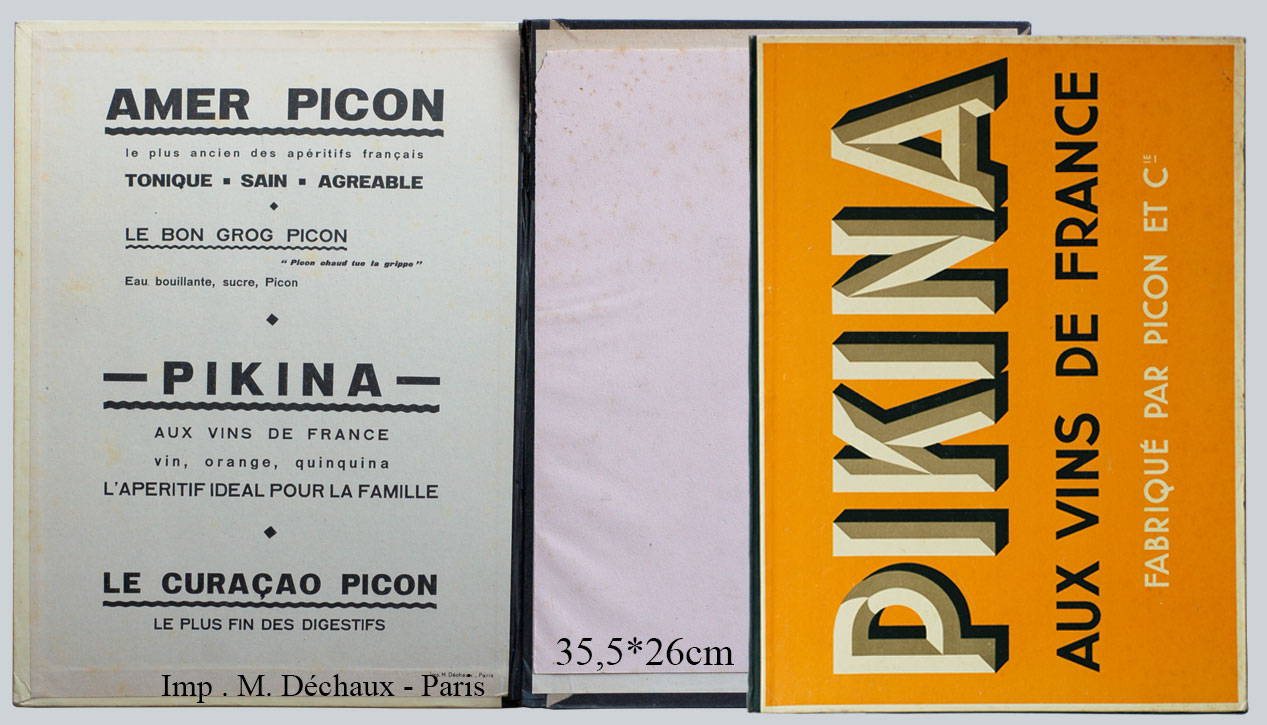 AMER PICON
le plus ancien des apéritifs français
TONIQUE ▪ SAIN ▪ AGREABLE
LE BON GROG PICON
" Picon chaud tue la grippe "
Eau bouillante, sucre, Picon
— PIKINA —
AUX VINS DE FRANCE
vin, orange, quinquina
L'APERITIF IDEAL POUR LA FAMILLE
LE CURAÇAO PICON
LE PLUS FIN DES DIGESTIFS
Imp. M. Déchaux _ Paris
Imp . M. Déchaux - Paris
35,5*26cm
PIKINA
AUX VINS DE FRANCE
FABRIQUÉ PAR PICON ET CIE